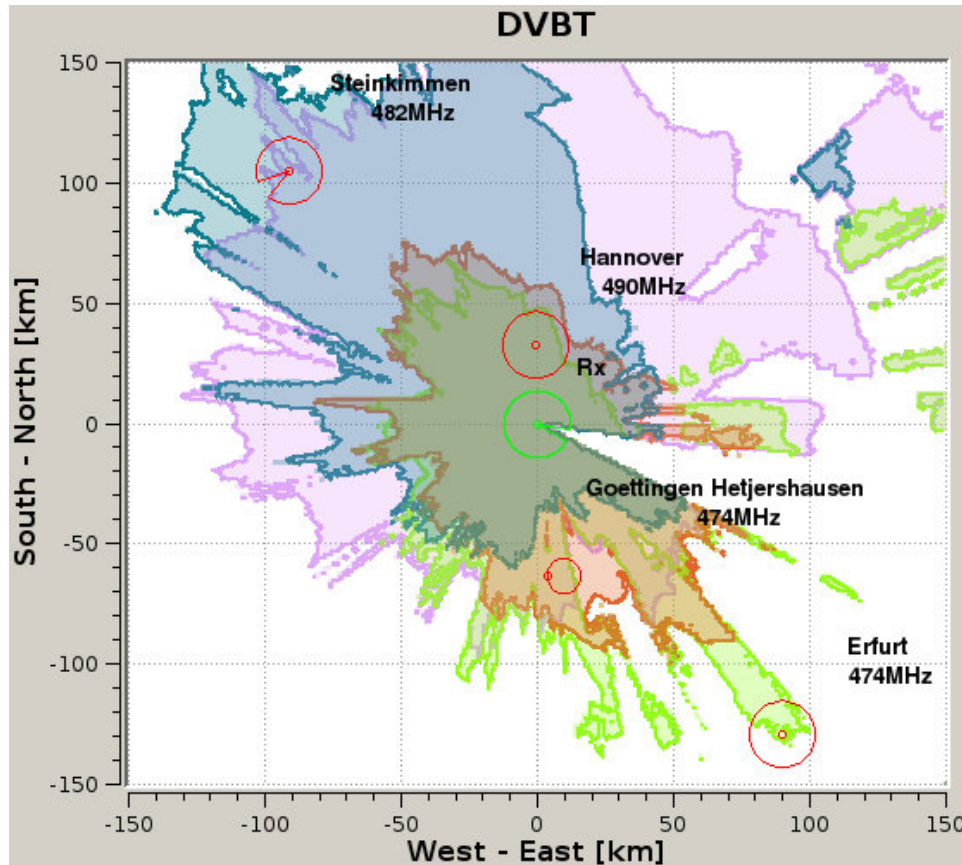 DVBT
150
Steinkimmen
482MHz
100
Hannover
490MHz
50
Rx
0
Goettingen Hetjershausen
474MHz
-50
Erfurt
474MHz
-100
-150
South - North [km]
-150
-100
-50
0
50
100
150
West - East [km]